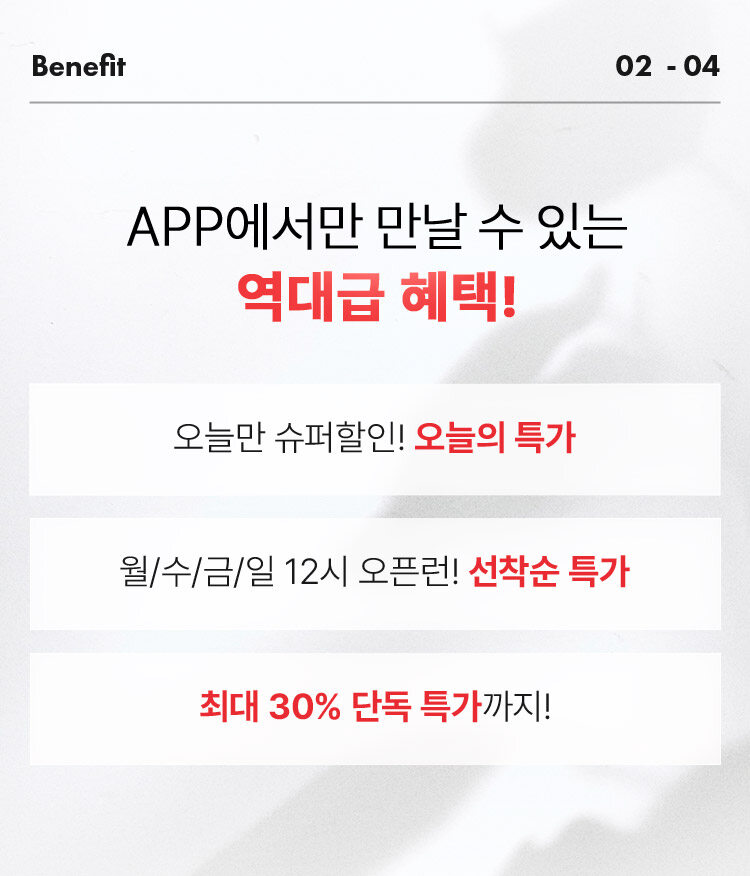 Benefit
02 - 04
APP에서만 만날 수 있는
역대급 혜택!
오늘만 슈퍼할인! 오늘의 특가
월/수/금/일 12시 오픈런! 선착순 특가
최대 30% 단독 특가까지!